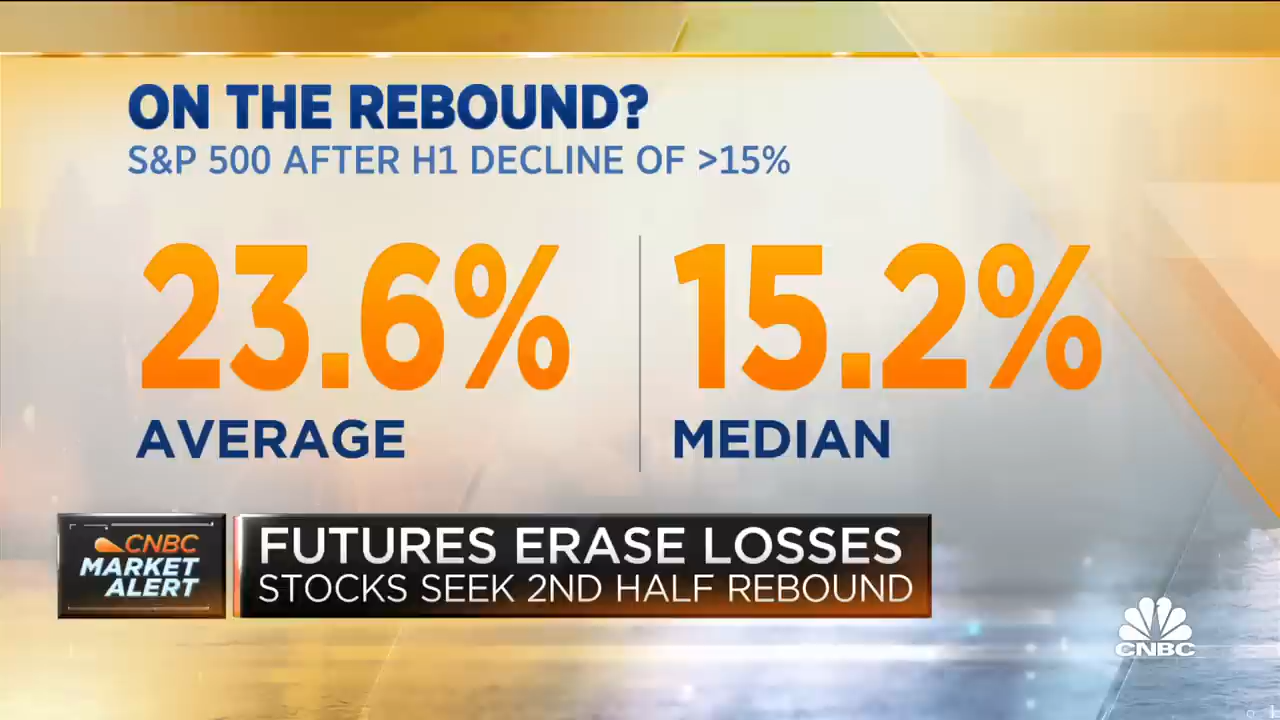 ON THE REBOUND?
S&P 500 AFTER H1 DECLINE OF >15%
23.6%
AVERAGE
15.2%
MEDIAN
CNBC
MARKET
ALERT
FUTURES ERASE LOSSES
STOCKS SEEK 2ND HALF REBOUND
CNBC